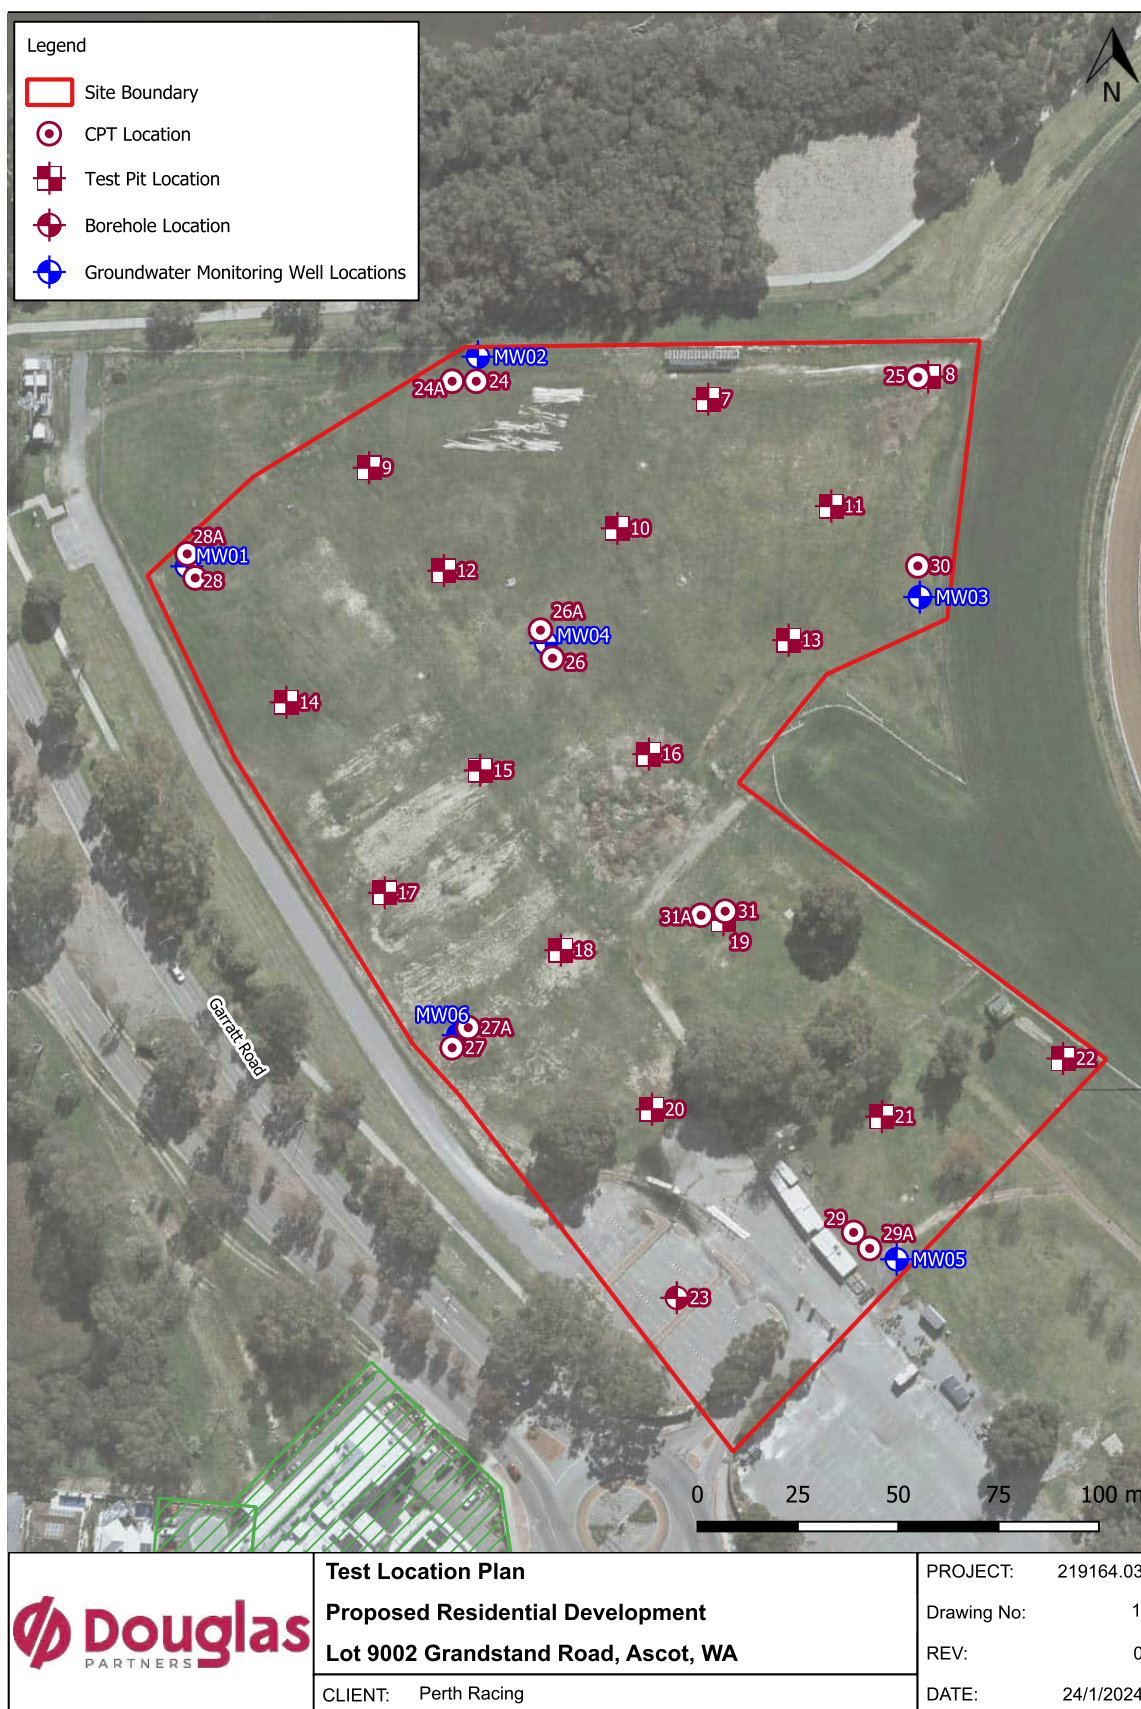 Legend
Site Boundary
CPT Location
Test Pit Location
Borehole Location
Groundwater Monitoring Well Locations
N
MW02
24A
24
25
8
7
9
11
10
28A
MW01
28
12
30
MW03
26A
MW04
26
13
14
16
15
17
31A
31
19
18
MW06
27A
27
Garratt Road
22
20
21
29
29A
MW05
23
0 25 50 75 100 m
Douglas
PARTNERS
Test Location Plan
Proposed Residential Development
Lot 9002 Grandstand Road, Ascot, WA
CLIENT: Perth Racing
PROJECT: 219164.03
Drawing No: 1
REV: 0
DATE: 24/1/2024